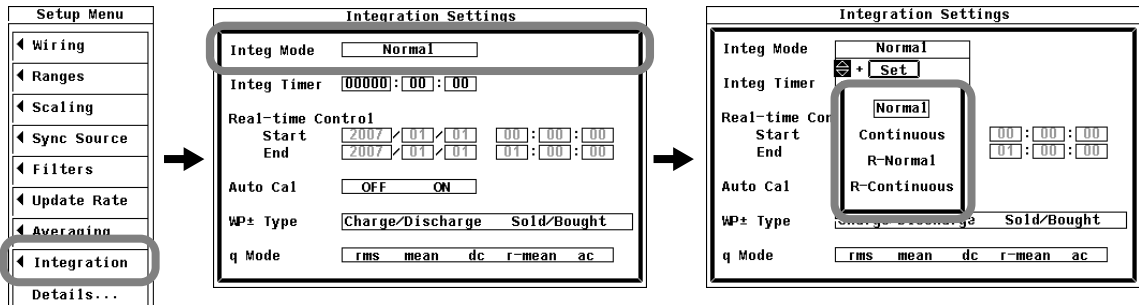 Setup Menu
Wiring
Ranges
Scaling
Sync Source
Filters
Update Rate
Averaging
Integration
Details...
Integration Settings
Integ Mode Normal
Integ Timer 00000: 00 : 00
Real-time Control
Start 2007 / 01 / 01 00 : 00 : 00
End 2007 / 01 / 01 01 : 00 : 00
Auto Cal OFF ON
WP± Type Charge/Discharge Sold/Bought
q Mode rms mean dc r-mean ac
Integration Settings
Integ Mode Normal
+ Set
Integ Timer
Normal
Real-time Con
Continuous
Start 00 : 00 : 00
End 01 : 00 : 00
R-Normal
Auto Cal R-Continuous
WP± Type Charge/Discharge Sold/Bought
q Mode rms mean dc r-mean ac